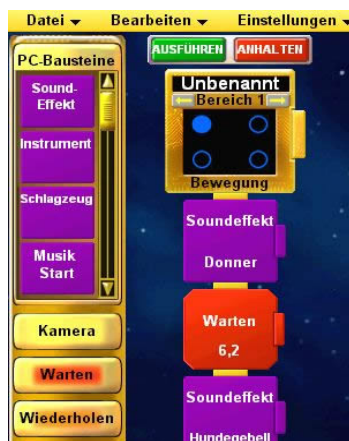 Datei Bearbeiten Einstellungen
AUSFÜHREN ANHALTEN
PC-Bausteine
Sound-
Effekt
Instrument
Schlagzeug
Musik
Start
Kamera
Warten
Wiederholen
Unbenannt
Bereich 1
Bewegung
Soundeffekt
Donner
Warten
6,2
Soundeffekt
Hundegebell